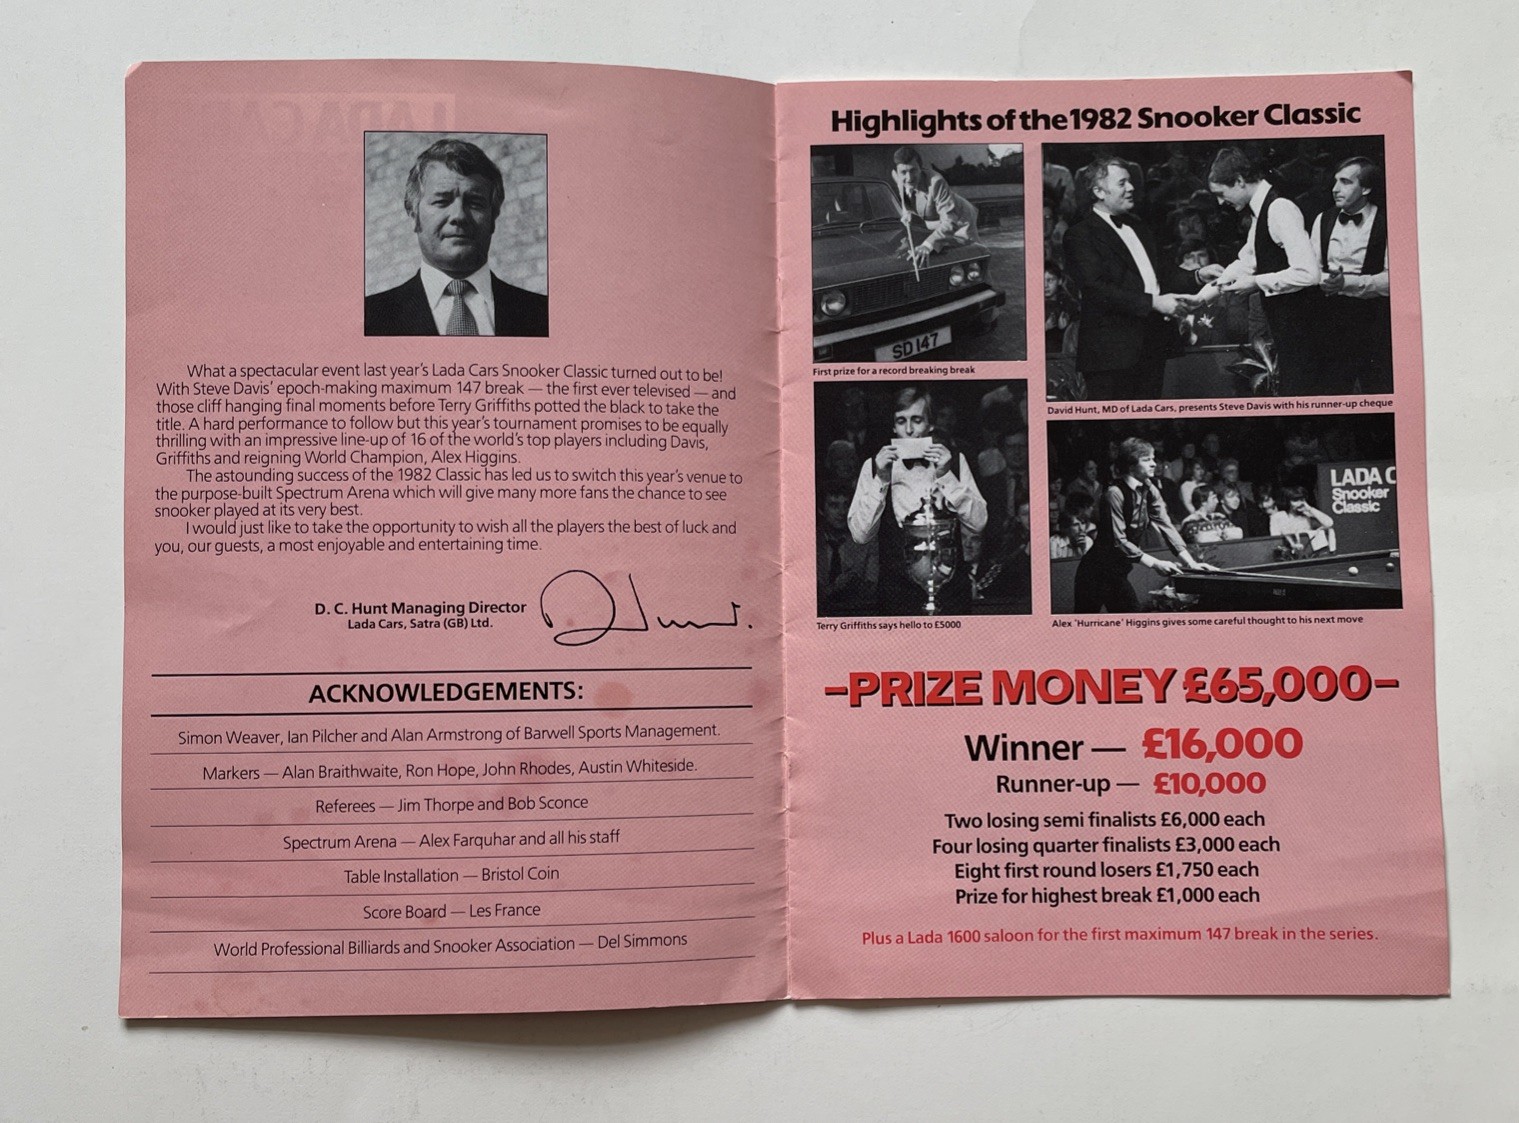 What a spectacular event last year's Lada Cars Snooker Classic turned out to be!
With Steve Davis' epoch-making maximum 147 break — the first ever televised — and
those cliff hanging final moments before Terry Griffiths potted the black to take the
title. A hard performance to follow but this year's tournament promises to be equally
thrilling with an impressive line-up of 16 of the world's top players including Davis,
Griffiths and reigning World Champion, Alex Higgins.
The astounding success of the 1982 Classic has led us to switch this year's venue to
the purpose-built Spectrum Arena which will give many more fans the chance to see
snooker played at its very best.
I would just like to take the opportunity to wish all the players the best of luck and
you, our guests, a most enjoyable and entertaining time.
D. C. Hunt Managing Director
Lada Cars, Satra (GB) Ltd.
D Hunt.
ACKNOWLEDGEMENTS:
Simon Weaver, Ian Pilcher and Alan Armstrong of Barwell Sports Management.
Markers — Alan Braithwaite, Ron Hope, John Rhodes, Austin Whiteside.
Referees — Jim Thorpe and Bob Sconce
Spectrum Arena — Alex Farquhar and all his staff
Table Installation — Bristol Coin
Score Board — Les France
World Professional Billiards and Snooker Association — Del Simmons
Highlights of the 1982 Snooker Classic
SD 147
First prize for a record breaking break
David Hunt, MD of Lada Cars, presents Steve Davis with his runner-up cheque
Terry Griffiths says hello to £5000
LADA C
Snooker
Classic
Alex 'Hurricane' Higgins gives some careful thought to his next move
–PRIZE MONEY £65,000–
Winner — £16,000
Runner-up — £10,000
Two losing semi finalists £6,000 each
Four losing quarter finalists £3,000 each
Eight first round losers £1,750 each
Prize for highest break £1,000 each
Plus a Lada 1600 saloon for the first maximum 147 break in the series.